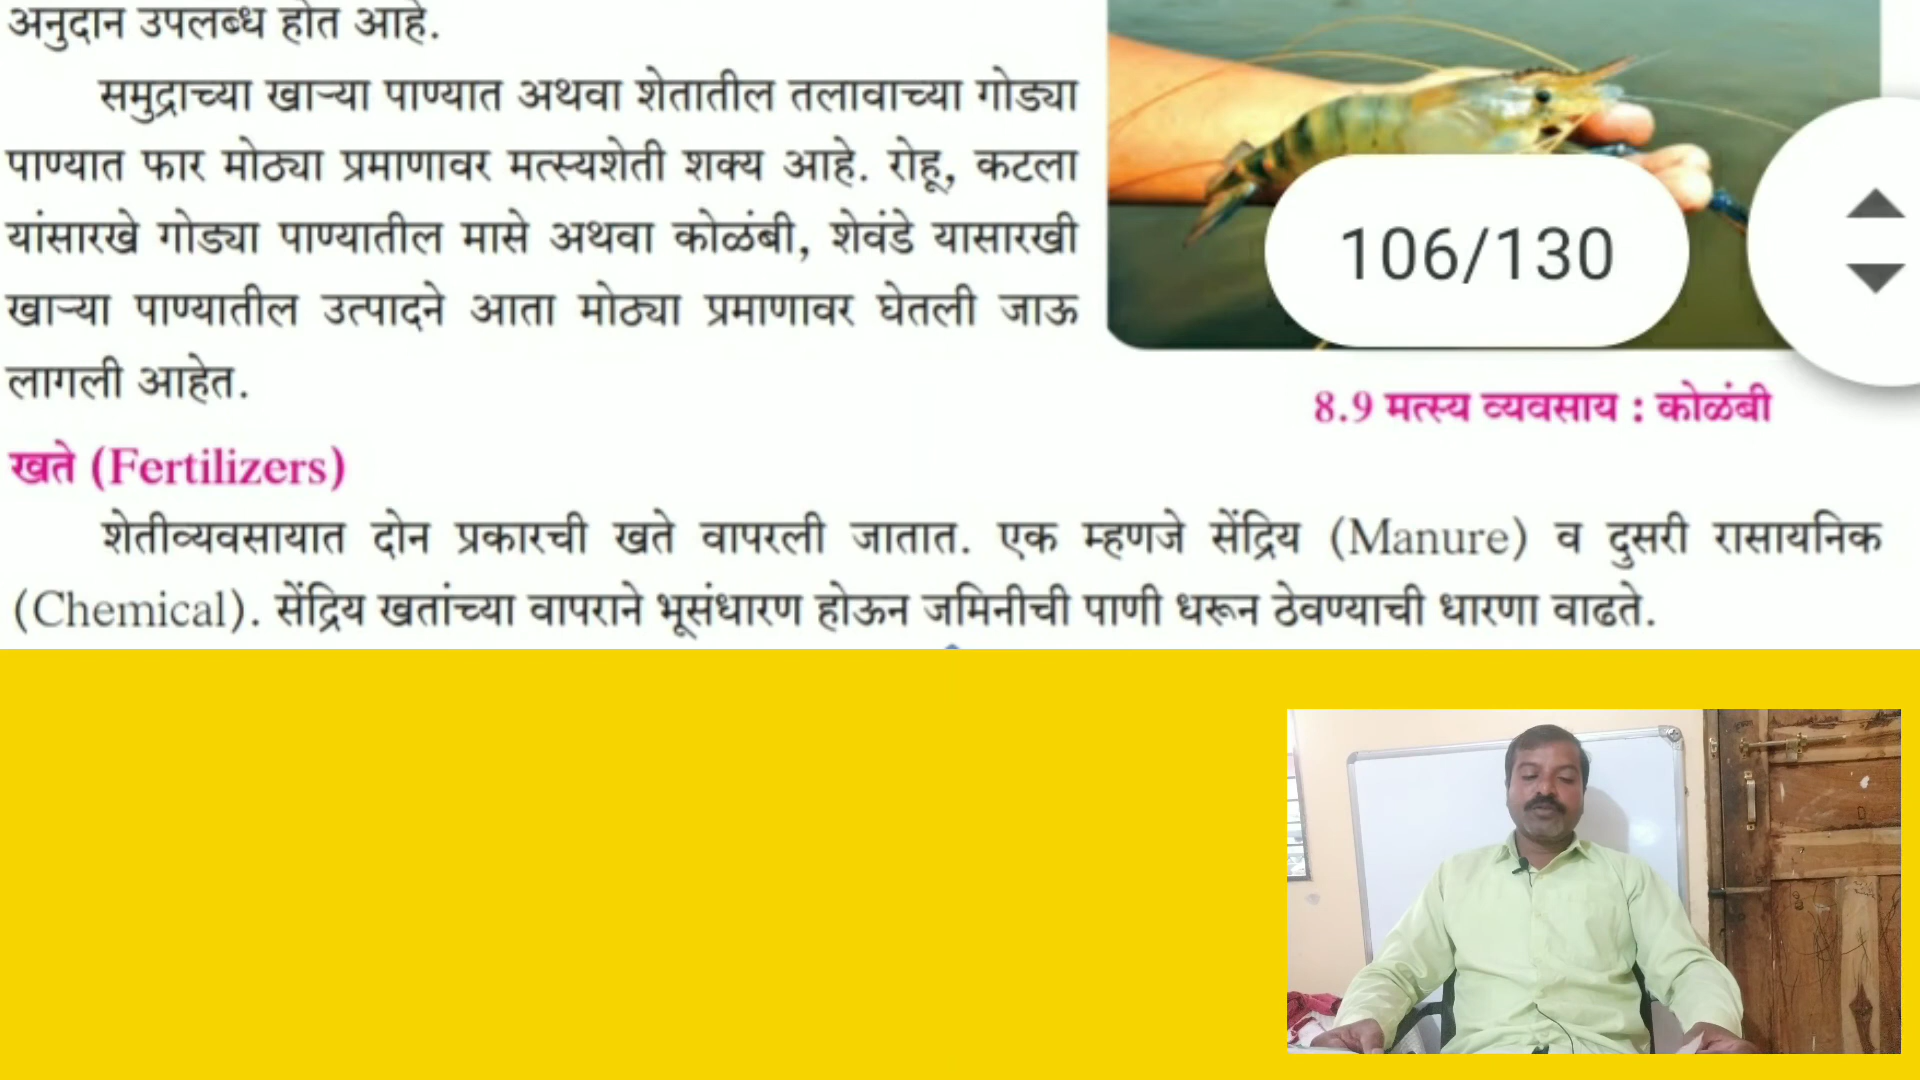 अनुदान उपलब्ध होत आहे.
समुद्राच्या खाऱ्या पाण्यात अथवा शेतातील तलावाच्या गोड्या
पाण्यात फार मोठ्या प्रमाणावर मत्स्यशेती शक्य आहे. रोहू, कटला
यांसारखे गोड्या पाण्यातील मासे अथवा कोळंबी, शेवंडे यासारखी
खाऱ्या पाण्यातील उत्पादने आता मोठ्या प्रमाणावर घेतली जाऊ
लागली आहेत.
106/130
8.9 मत्स्य व्यवसाय : कोळंबी
खते (Fertilizers)
शेतीव्यवसायात दोन प्रकारची खते वापरली जातात. एक म्हणजे सेंद्रिय (Manure) व दुसरी रासायनिक
(Chemical). सेंद्रिय खतांच्या वापराने भूसंधारण होऊन जमिनीची पाणी धरून ठेवण्याची धारणा वाढते.